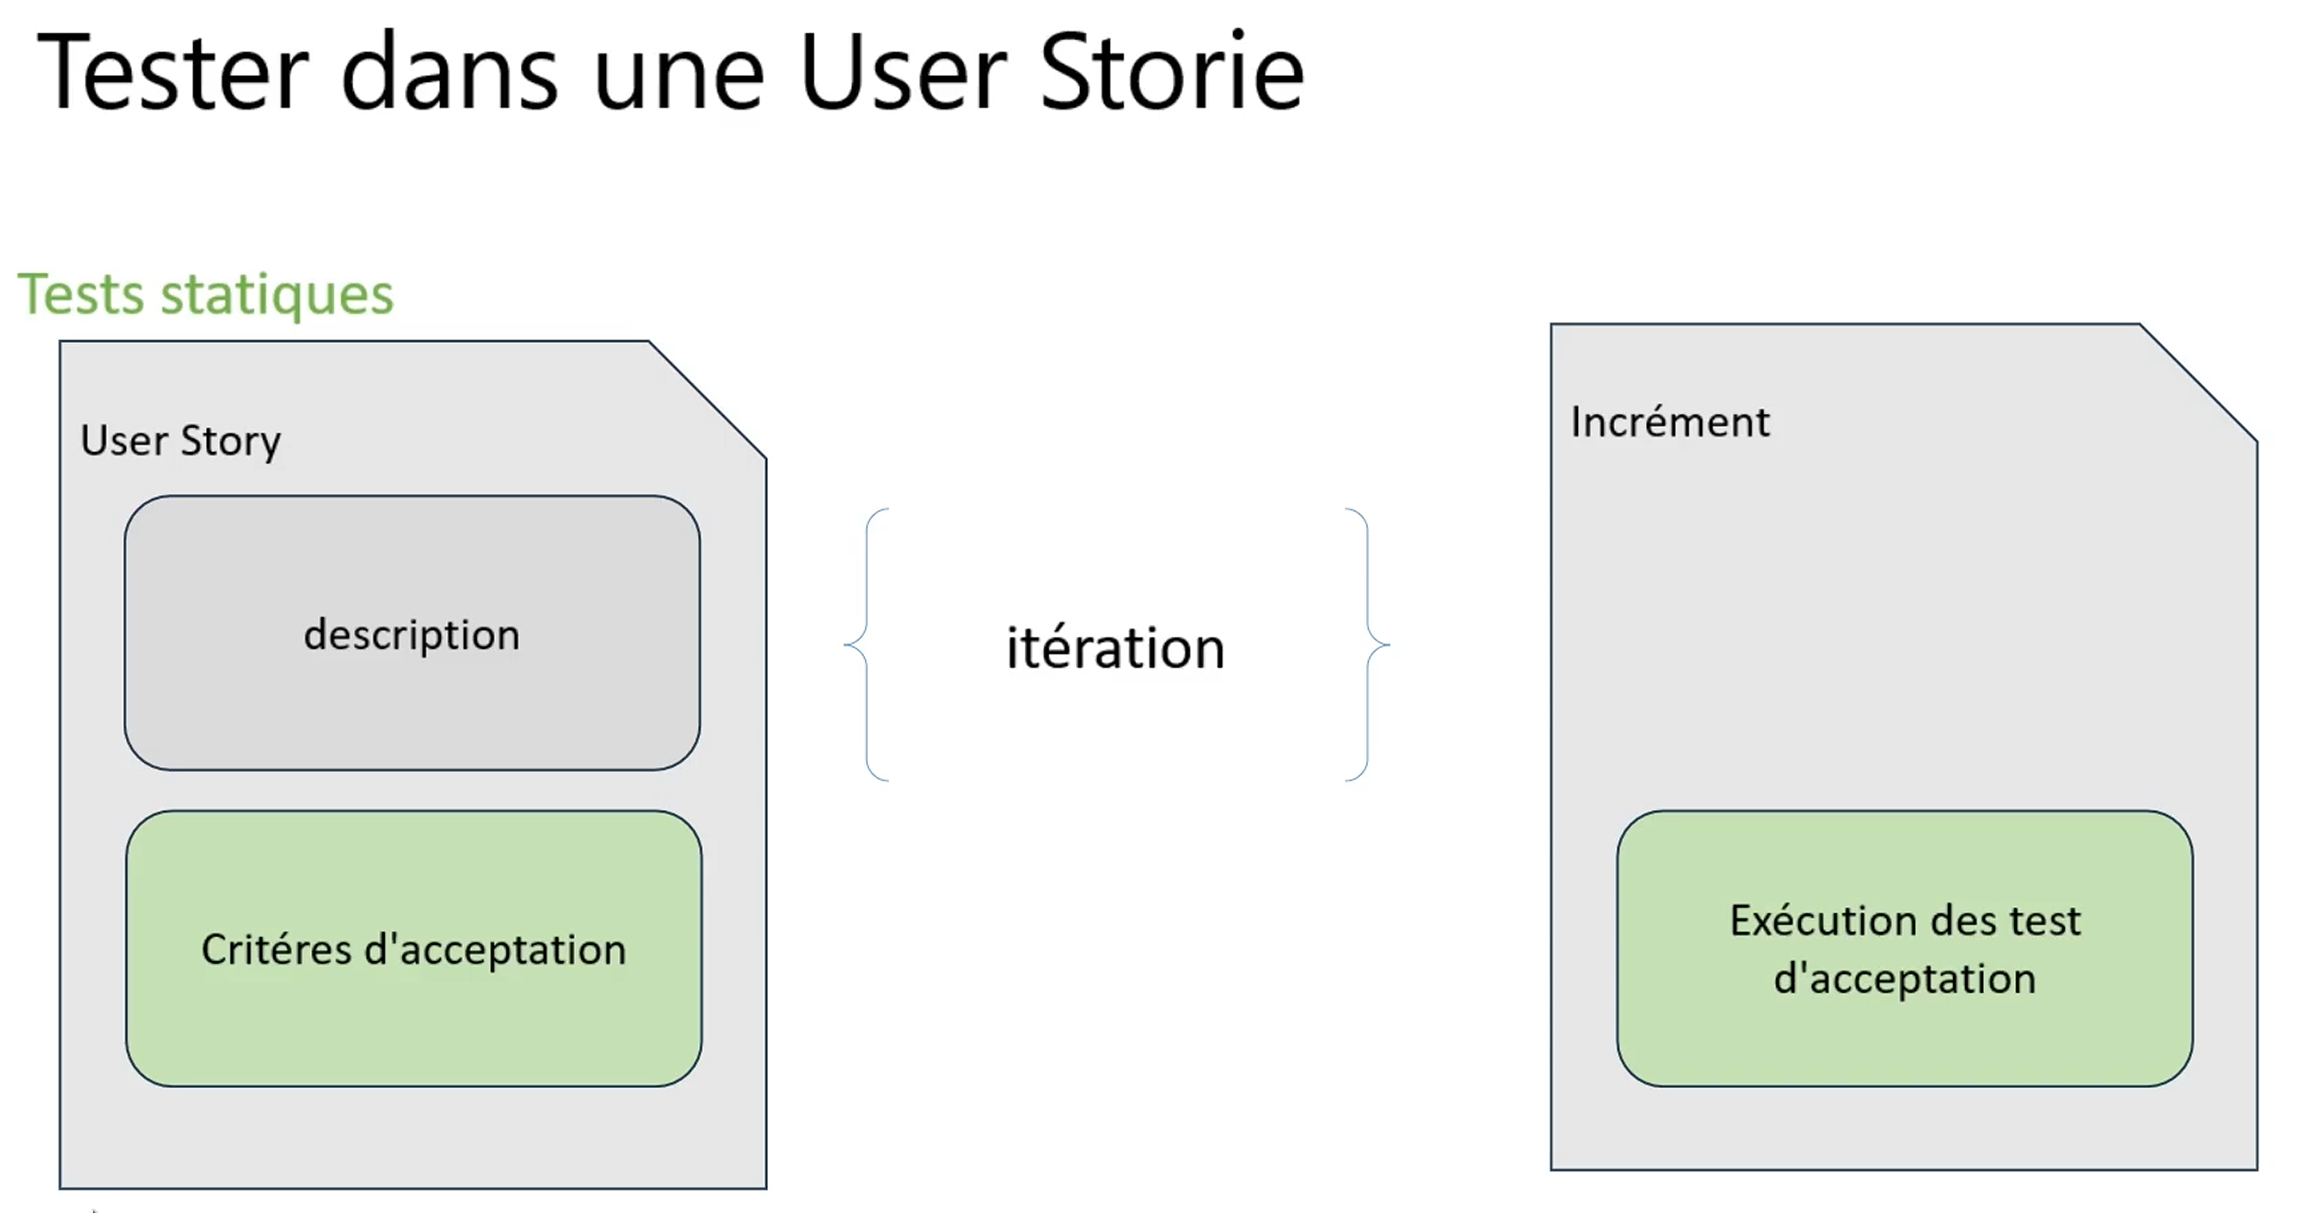 Tester dans une User Storie
Tests statiques
User Story
description
Critéres d'acceptation
itération
Incrément
Exécution des test
d'acceptation